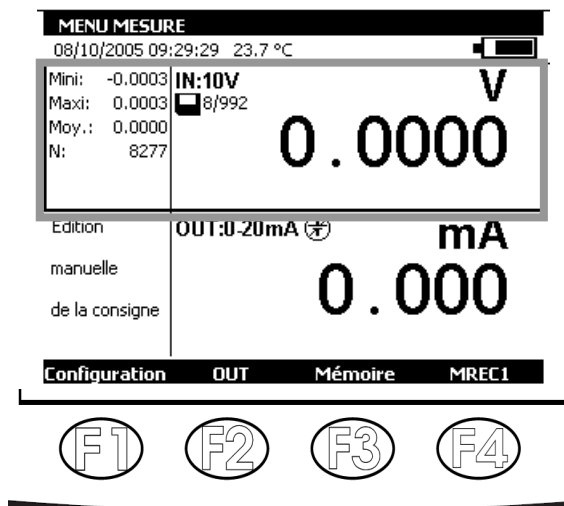 MENU MESURE
08/10/2005 09:29:29 23.7 °C
Mini: -0.0003
Maxi: 0.0003
Moy.: 0.0000
N: 8277
IN:10V
8/992
V
0.0000
Edition
manuelle
de la consigne
OUT:0-20mA
mA
0.000
Configuration OUT Mémoire MREC1
F1 F2 F3 F4